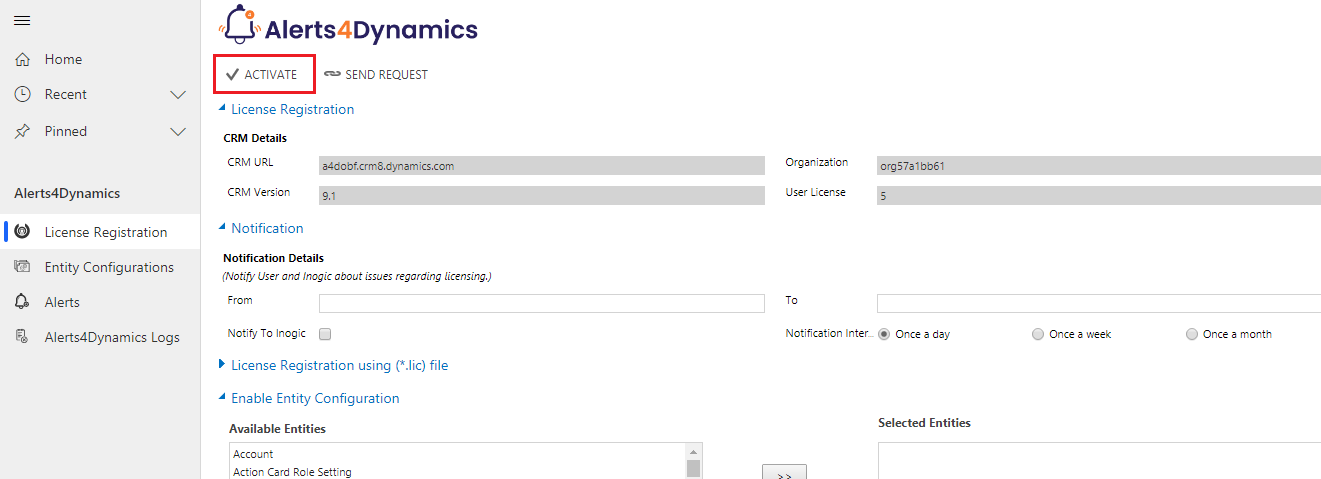 Alerts4Dynamics
Home
Recent
Pinned
Alerts4Dynamics
License Registration
Entity Configurations
Alerts
Alerts4Dynamics Logs
ACTIVATE SEND REQUEST
License Registration
CRM Details
CRM URL a4dobf.crm8.dynamics.com Organization org57a1bb61
CRM Version 9.1 User License 5
Notification
Notification Details
(Notify User and Inogic about issues regarding licensing.)
From To
Notify To Inogic Notification Inter... Once a day Once a week Once a month
License Registration using (*.lic) file
Enable Entity Configuration
Available Entities Selected Entities
Account
Action Card Role Setting
>>